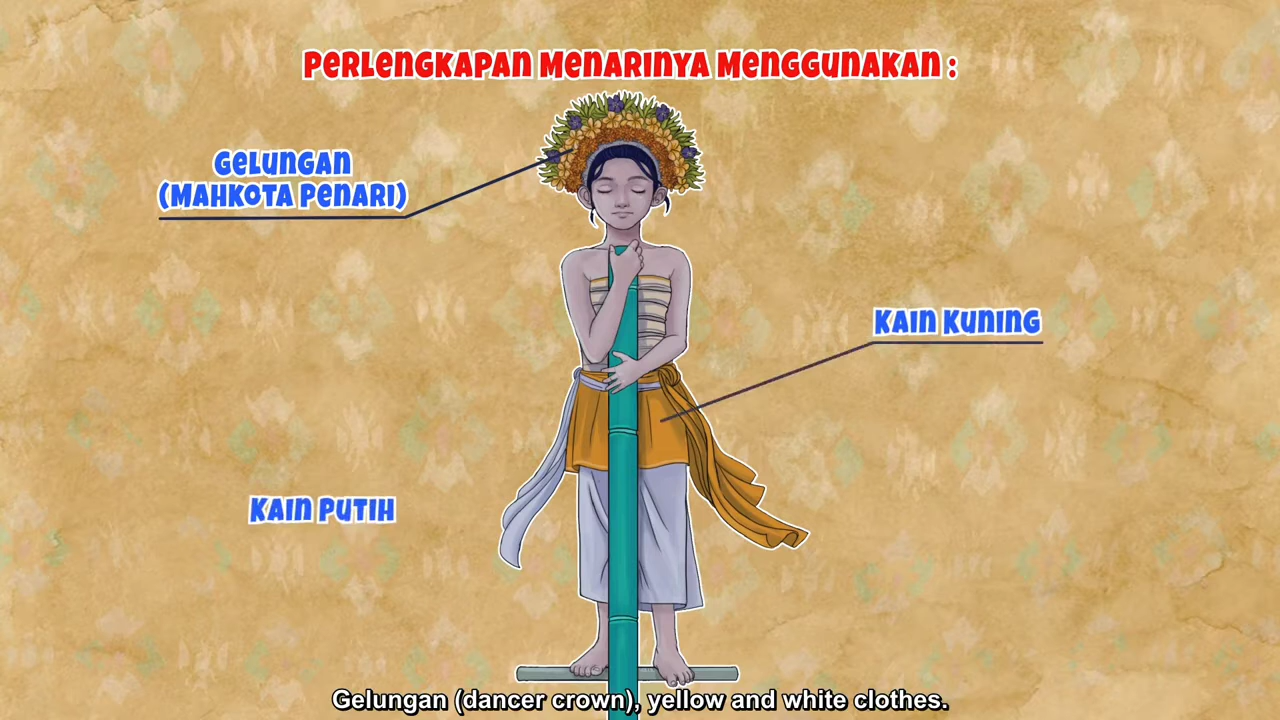 Perlengkapan Menarinya Menggunakan :
Gelungan
(Mahkota Penari)
Kain Kuning
Kain Putih
Gelungan (dancer crown), yellow and white clothes.